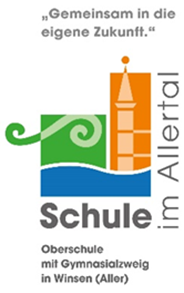 „Gemeinsam in die
eigene Zukunft.“
Schule
im Allertal
Oberschule
mit Gymnasialzweig
in Winsen (Aller)